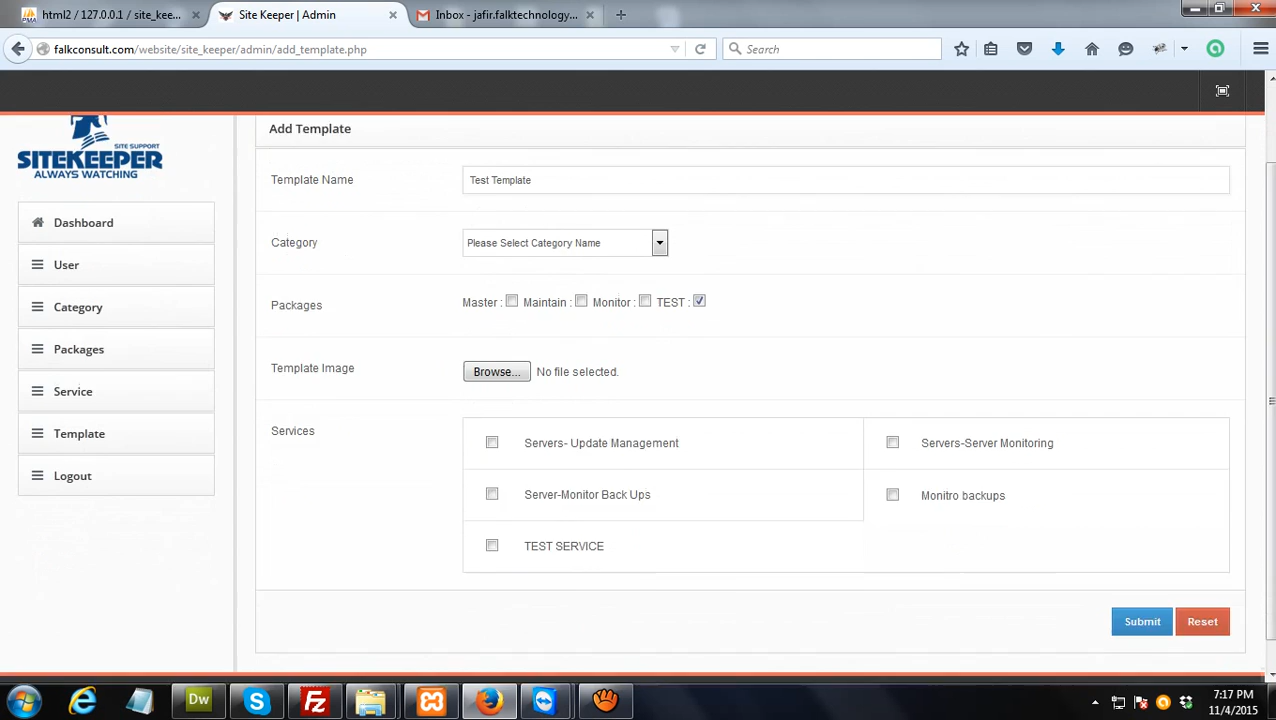 html2 / 127.0.0.1 / site_kee...
Site Keeper | Admin
Inbox - jafir.falktechnology...
falkconsult.com/website/site_keeper/admin/add_template.php
Search
SITE SUPPORT
SITEKEEPER
ALWAYS WATCHING
Dashboard
User
Category
Packages
Service
Template
Logout
Add Template
Template Name
Test Template
Category
Please Select Category Name
Packages
Master : Maintain : Monitor : TEST :
Template Image
Browse... No file selected.
Services
Servers- Update Management
Servers-Server Monitoring
Server-Monitor Back Ups
Monitro backups
TEST SERVICE
Submit
Reset
Dw
7:17 PM
11/4/2015